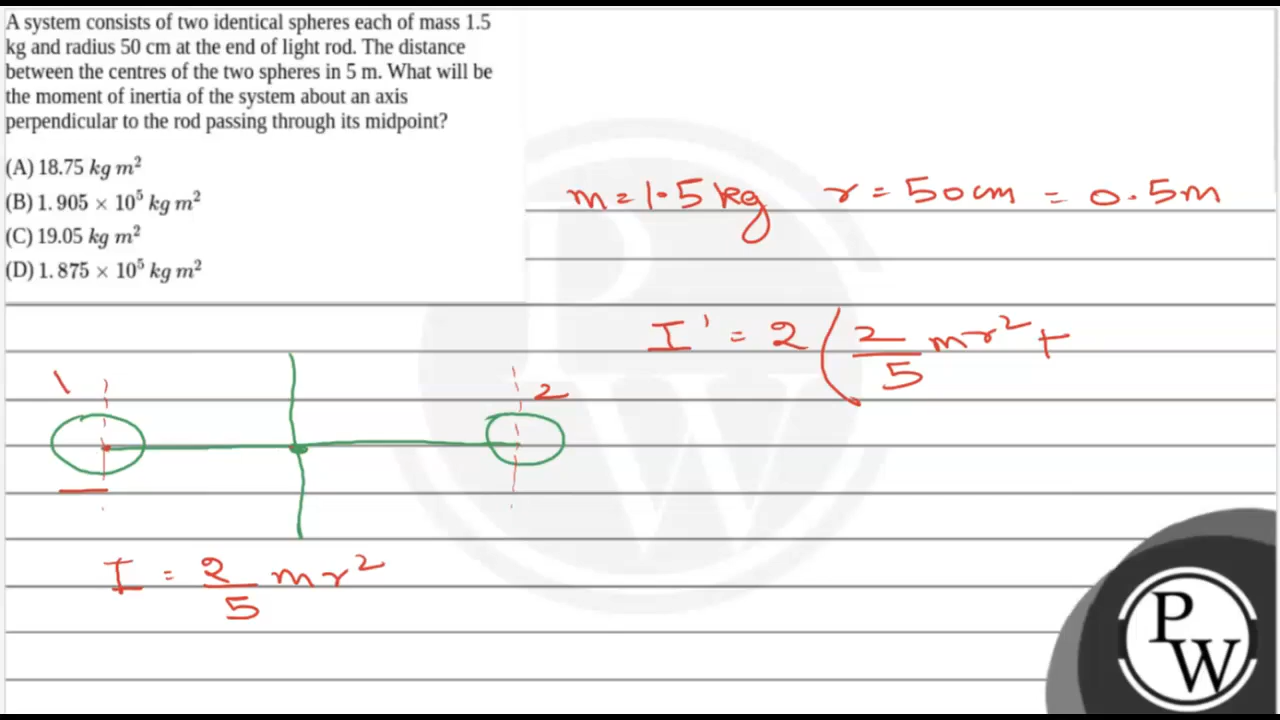 A system consists of two identical spheres each of mass 1.5
kg and radius 50 cm at the end of light rod. The distance
between the centres of the two spheres in 5 m. What will be
the moment of inertia of the system about an axis
perpendicular to the rod passing through its midpoint?
(A) 18.75 kg m²
(B) 1.905 × 10⁵ kg m²
(C) 19.05 kg m²
(D) 1.875 × 10⁵ kg m²
m = 1.5 kg r = 50 cm = 0.5 m
I' = 2 ( 2/5 mr² +
1 2
I = 2/5 mr²
P
W
P
W